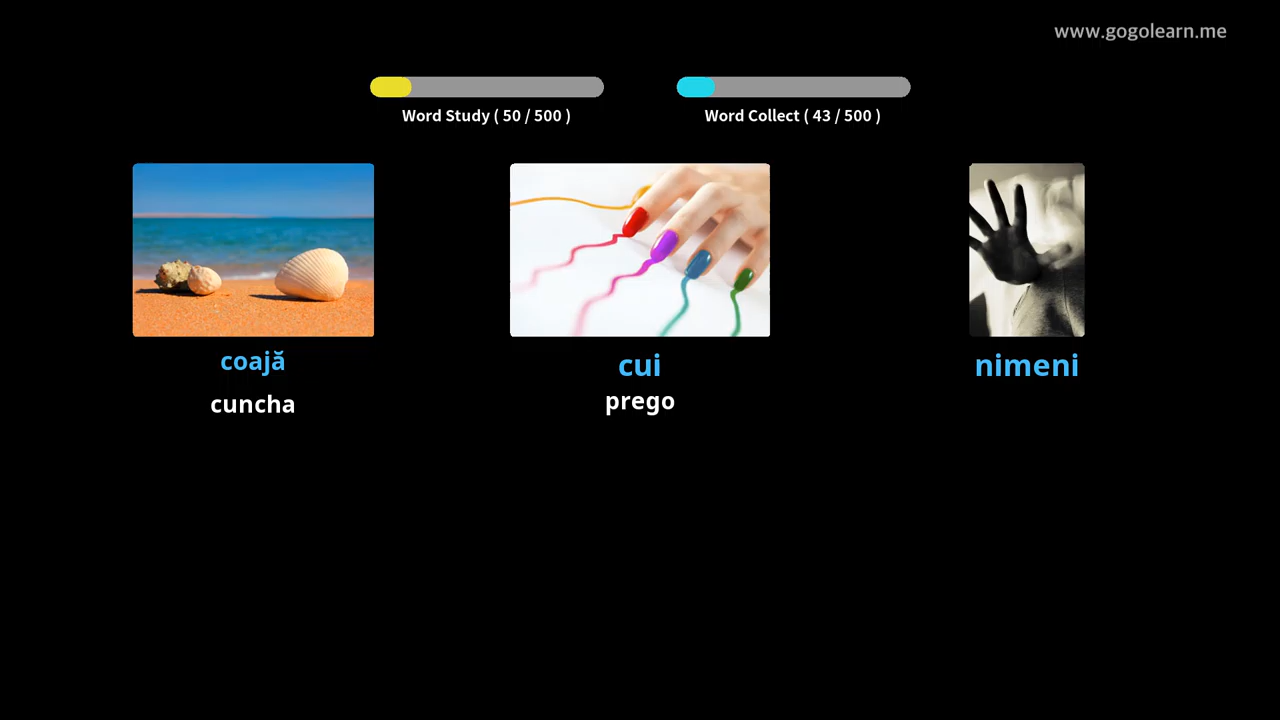 www.gogolearn.me
Word Study ( 50 / 500 )
Word Collect ( 43 / 500 )
coajă
cui
nimeni
cuncha
prego